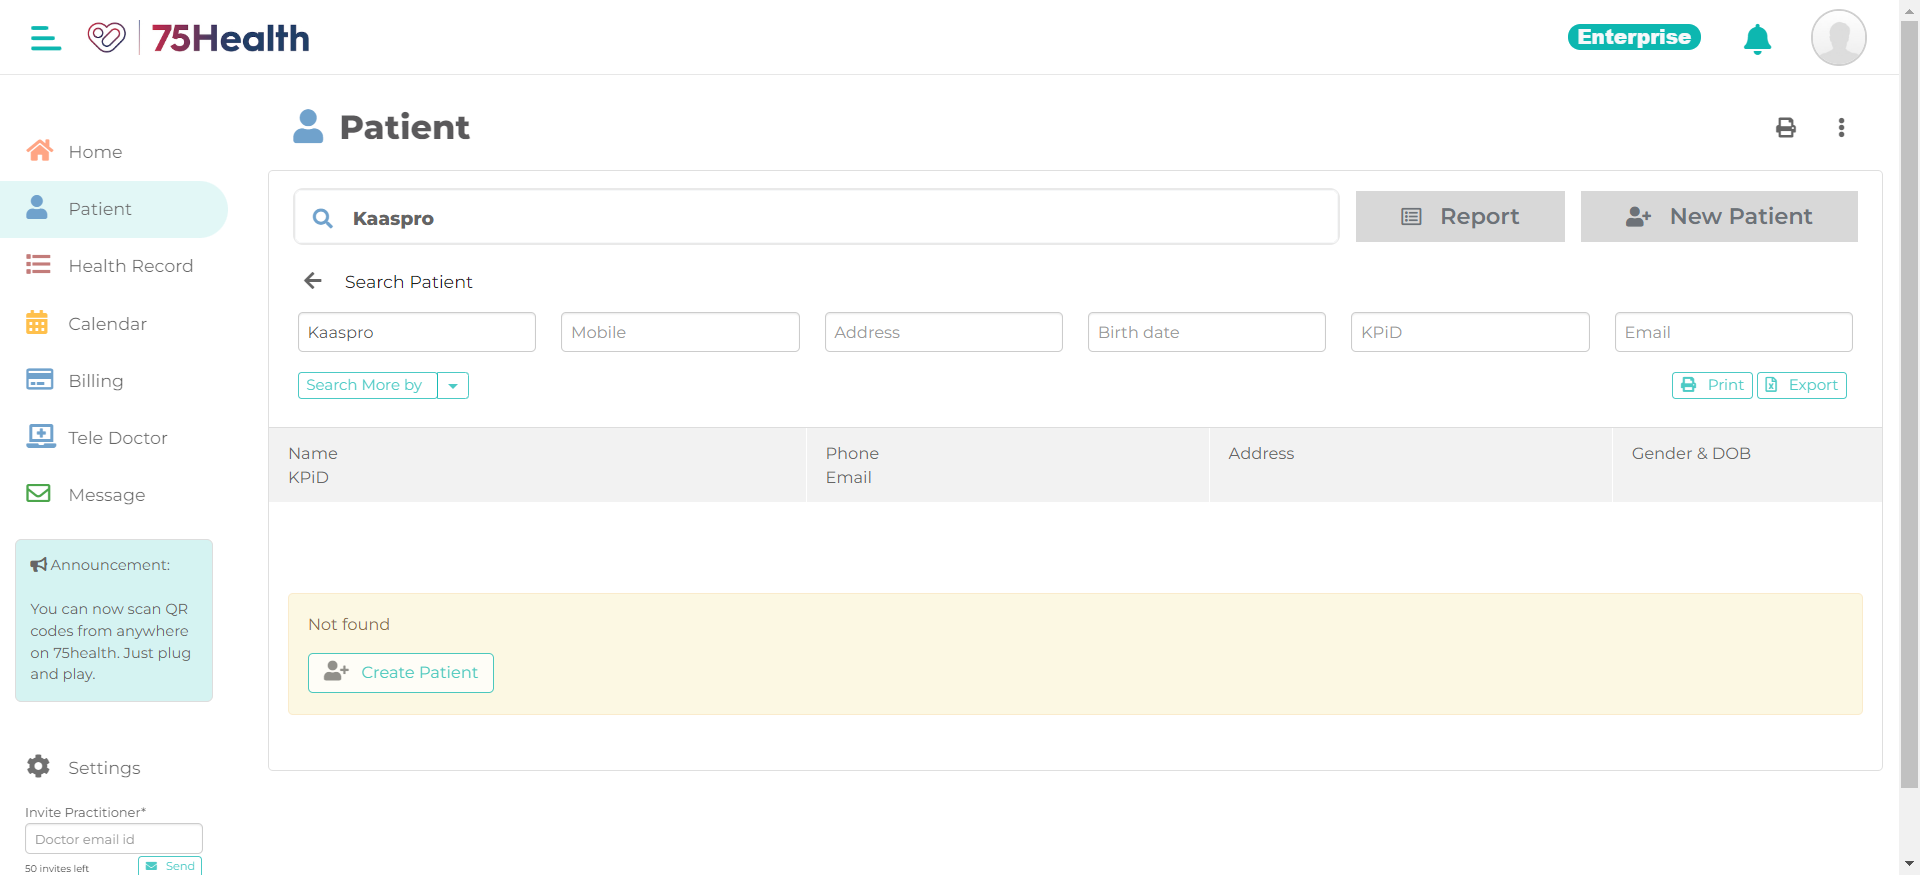 75Health
Enterprise
Home
Patient
Health Record
Calendar
Billing
Tele Doctor
Message
Announcement:
You can now scan QR
codes from anywhere
on 75health. Just plug
and play.
Settings
Invite Practitioner*
Doctor email id
50 invites left
Send
Patient
Kaaspro
Report
New Patient
Search Patient
Kaaspro
Mobile
Address
Birth date
KPiD
Email
Search More by
Print
Export
Name
KPiD
Phone
Email
Address
Gender & DOB
Not found
Create Patient